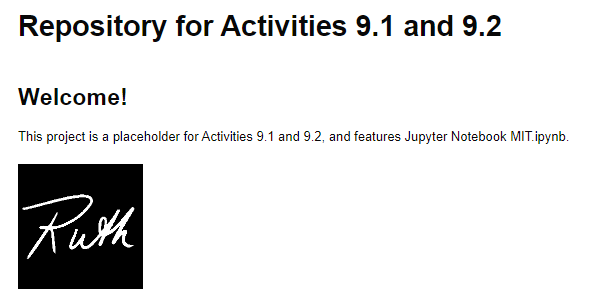 Repository for Activities 9.1 and 9.2
Welcome!
This project is a placeholder for Activities 9.1 and 9.2, and features Jupyter Notebook MIT.ipynb.
Ruth